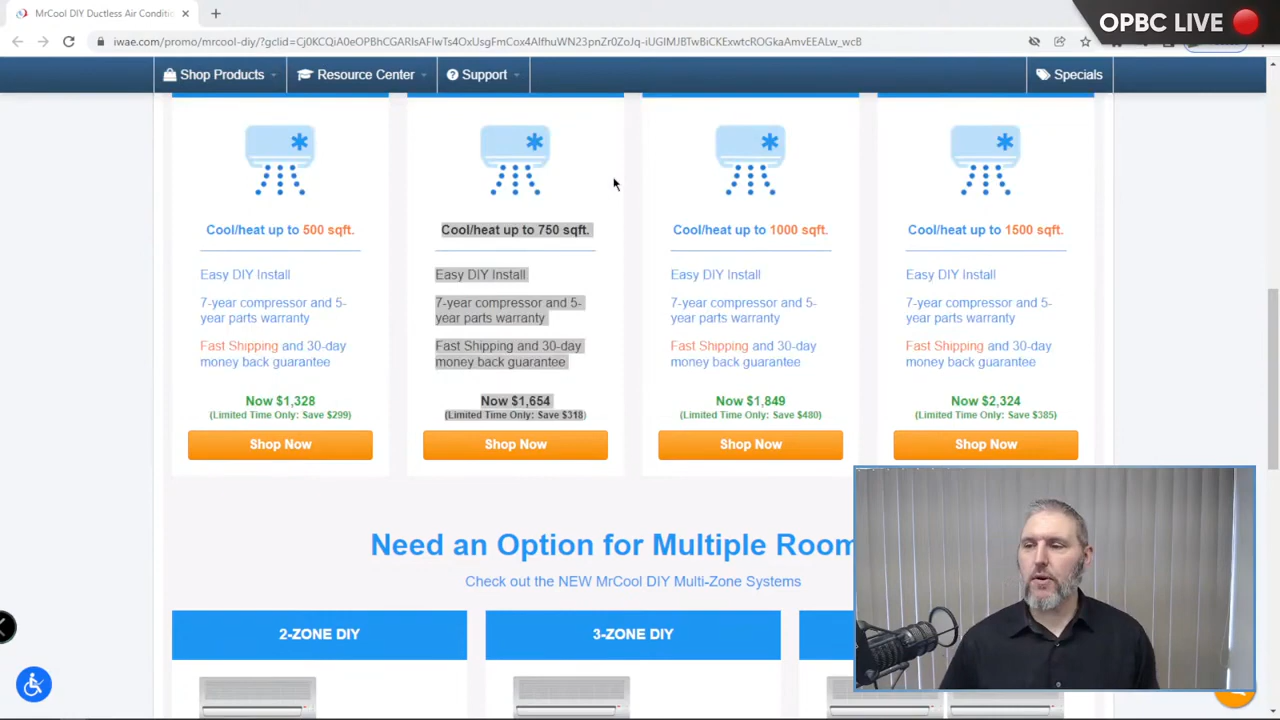 MrCool DIY Ductless Air Conditi
OPBC LIVE
iwae.com/promo/mrcool-diy/?gclid=Cj0KCQiA0eOPBhCGARIsAFIwTs4OxUsgFmCox4AlfhuWN23pnZr0ZoJq-iUGIMJBTwBiCKExwtcROGkaAmvEEALw_wcB
Shop Products
Resource Center
Support
Specials
Cool/heat up to 500 sqft.
Easy DIY Install
7-year compressor and 5-
year parts warranty
Fast Shipping and 30-day
money back guarantee
Now $1,328
(Limited Time Only: Save $299)
Shop Now
Cool/heat up to 750 sqft.
Easy DIY Install
7-year compressor and 5-
year parts warranty
Fast Shipping and 30-day
money back guarantee
Now $1,654
(Limited Time Only: Save $318)
Shop Now
Cool/heat up to 1000 sqft.
Easy DIY Install
7-year compressor and 5-
year parts warranty
Fast Shipping and 30-day
money back guarantee
Now $1,849
(Limited Time Only: Save $480)
Shop Now
Cool/heat up to 1500 sqft.
Easy DIY Install
7-year compressor and 5-
year parts warranty
Fast Shipping and 30-day
money back guarantee
Now $2,324
(Limited Time Only: Save $385)
Shop Now
Need an Option for Multiple Room
Check out the NEW MrCool DIY Multi-Zone Systems
2-ZONE DIY
3-ZONE DIY